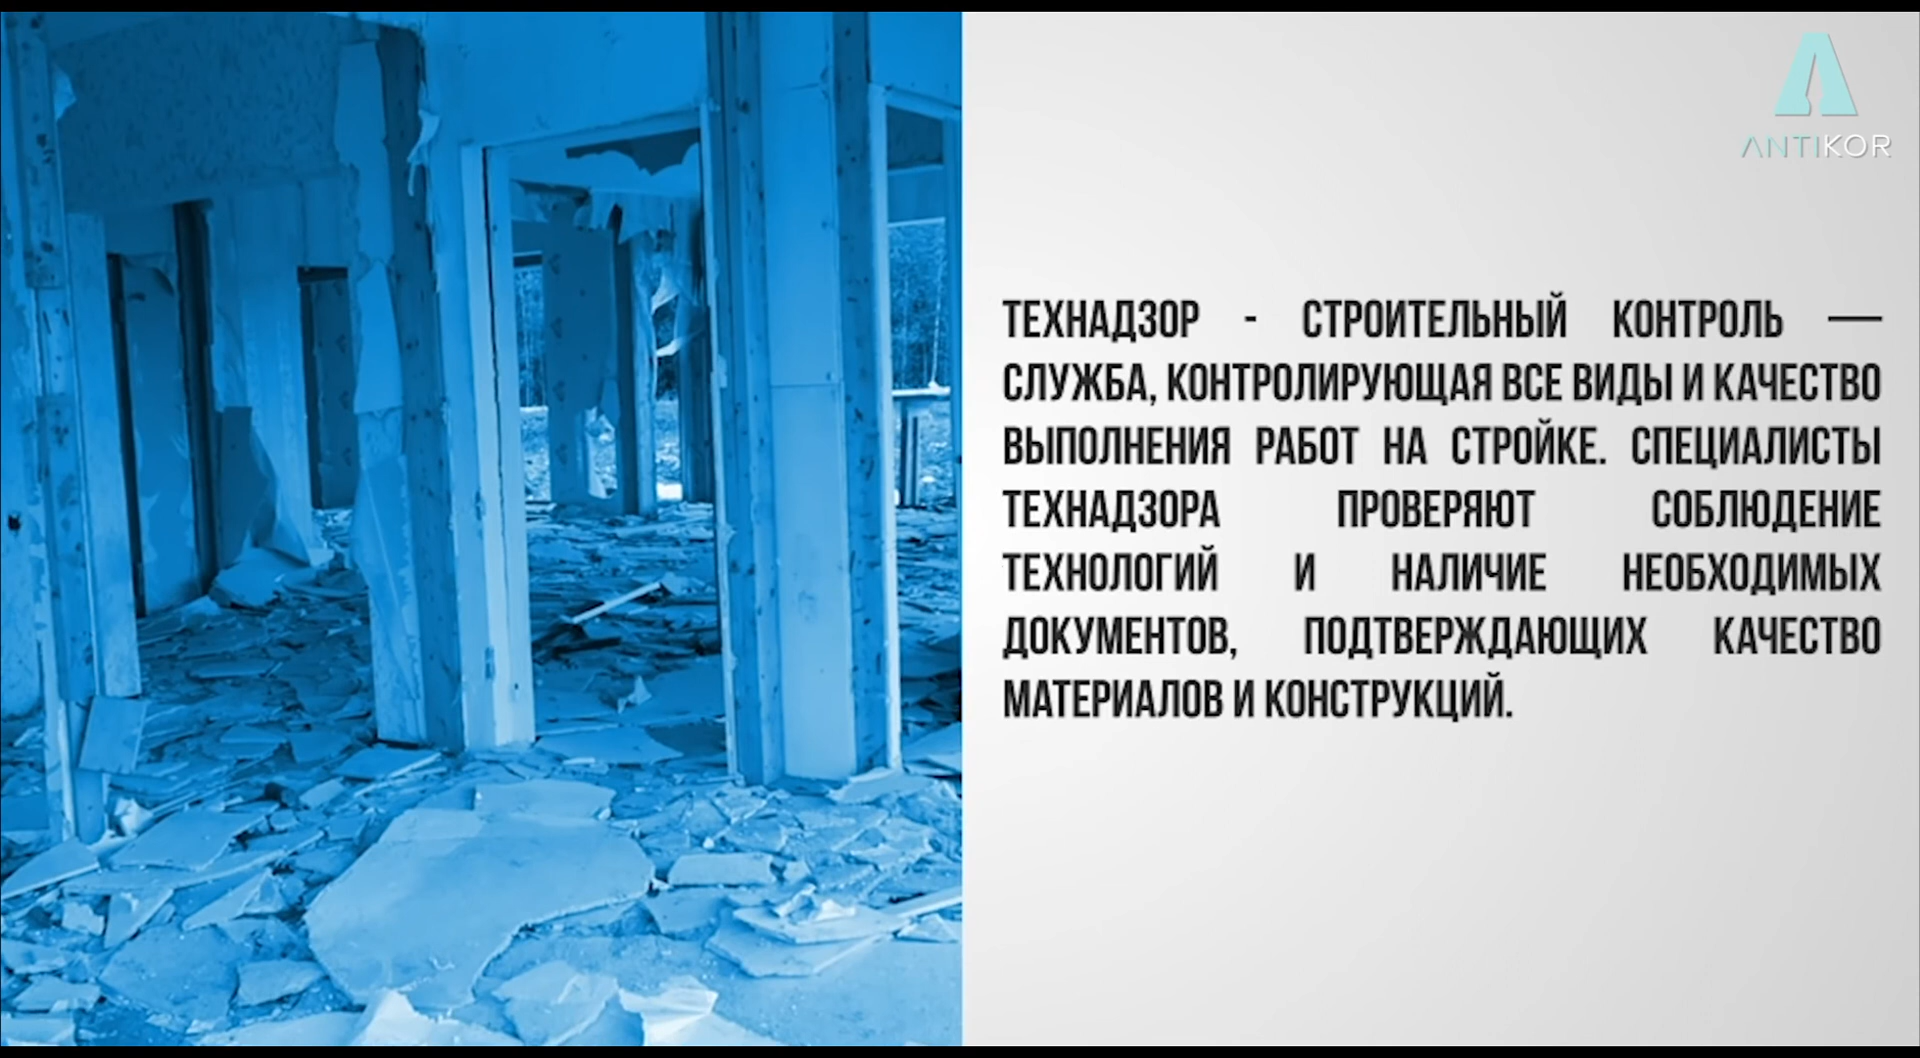 ANTIKOR
ТЕХНАДЗОР - СТРОИТЕЛЬНЫЙ КОНТРОЛЬ —
СЛУЖБА, КОНТРОЛИРУЮЩАЯ ВСЕ ВИДЫ И КАЧЕСТВО
ВЫПОЛНЕНИЯ РАБОТ НА СТРОЙКЕ. СПЕЦИАЛИСТЫ
ТЕХНАДЗОРА ПРОВЕРЯЮТ СОБЛЮДЕНИЕ
ТЕХНОЛОГИЙ И НАЛИЧИЕ НЕОБХОДИМЫХ
ДОКУМЕНТОВ, ПОДТВЕРЖДАЮЩИХ КАЧЕСТВО
МАТЕРИАЛОВ И КОНСТРУКЦИЙ.